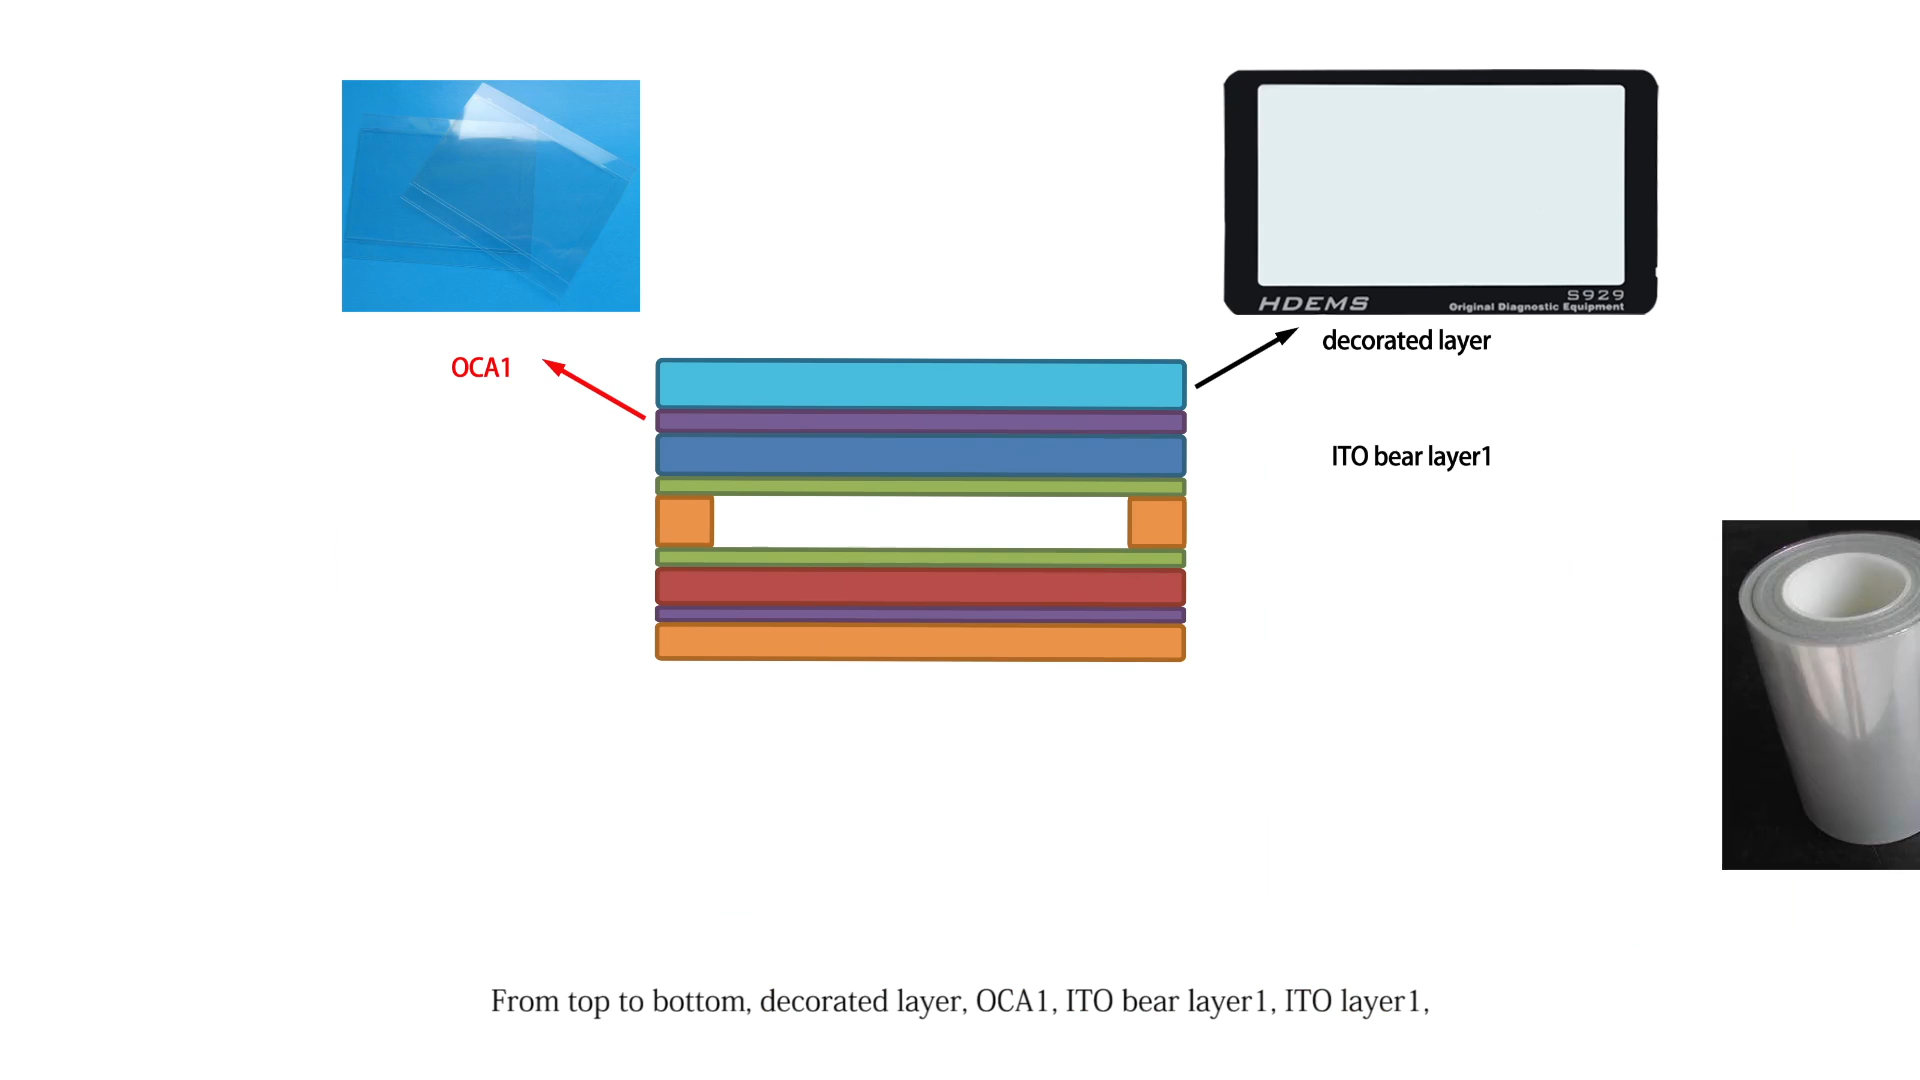 HDEMS
S929
Original Diagnostic Equipment
decorated layer
OCA1
ITO bear layer1
From top to bottom, decorated layer, OCA1, ITO bear layer1, ITO layer1,